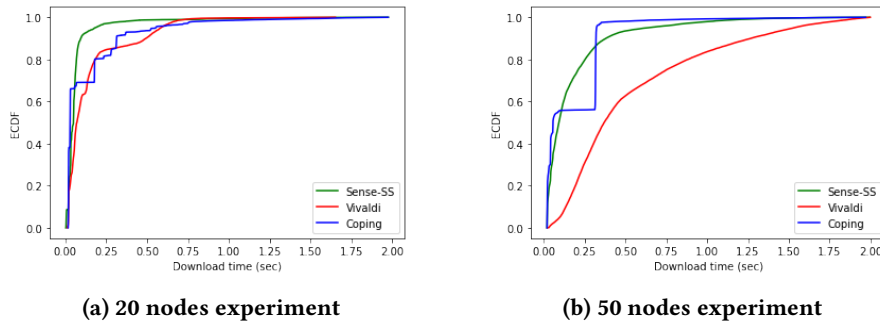 1.0
0.8
0.6
0.4
0.2
0.0
ECDF
0.00 0.25 0.50 0.75 1.00 1.25 1.50 1.75 2.00
Download time (sec)
Sense-SS
Vivaldi
Coping
(a) 20 nodes experiment
1.0
0.8
0.6
0.4
0.2
0.0
ECDF
0.00 0.25 0.50 0.75 1.00 1.25 1.50 1.75 2.00
Download time (sec)
Sense-SS
Vivaldi
Coping
(b) 50 nodes experiment